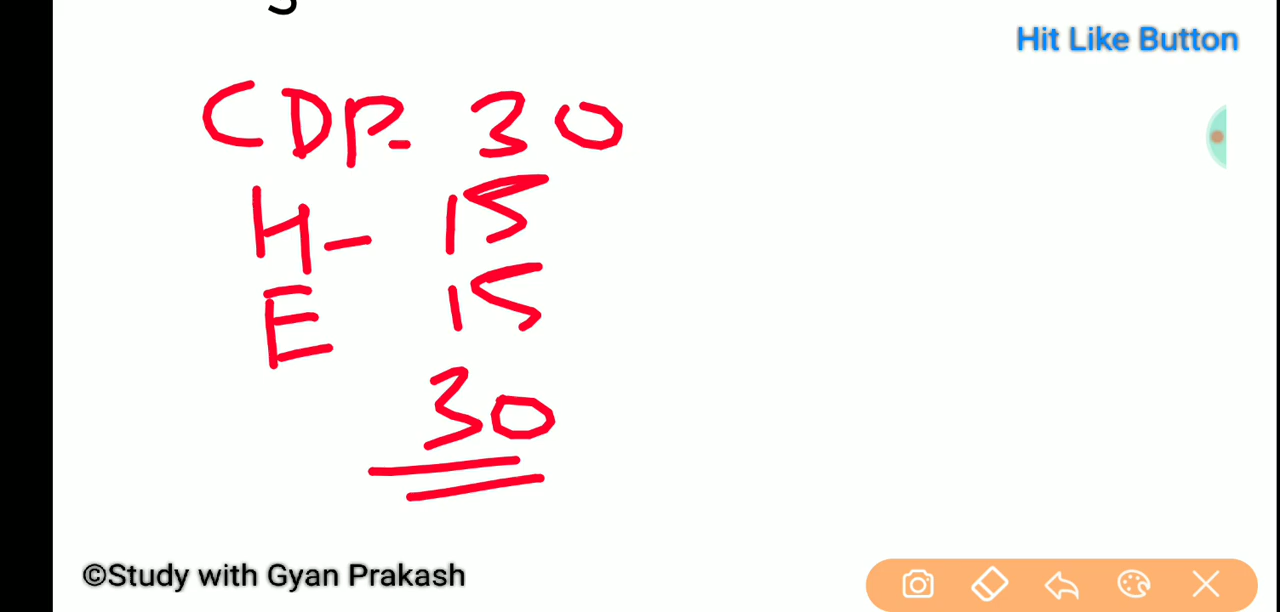 Hit Like Button
CDP- 30
H- 15
E 15
30
©Study with Gyan Prakash